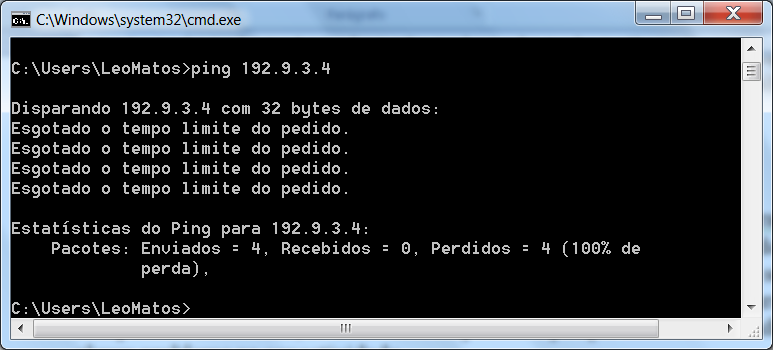 C:\Windows\system32\cmd.exe
C:\Users\LeoMatos>ping 192.9.3.4
Disparando 192.9.3.4 com 32 bytes de dados:
Esgotado o tempo limite do pedido.
Esgotado o tempo limite do pedido.
Esgotado o tempo limite do pedido.
Esgotado o tempo limite do pedido.
Estatísticas do Ping para 192.9.3.4:
Pacotes: Enviados = 4, Recebidos = 0, Perdidos = 4 (100% de
perda),
C:\Users\LeoMatos>